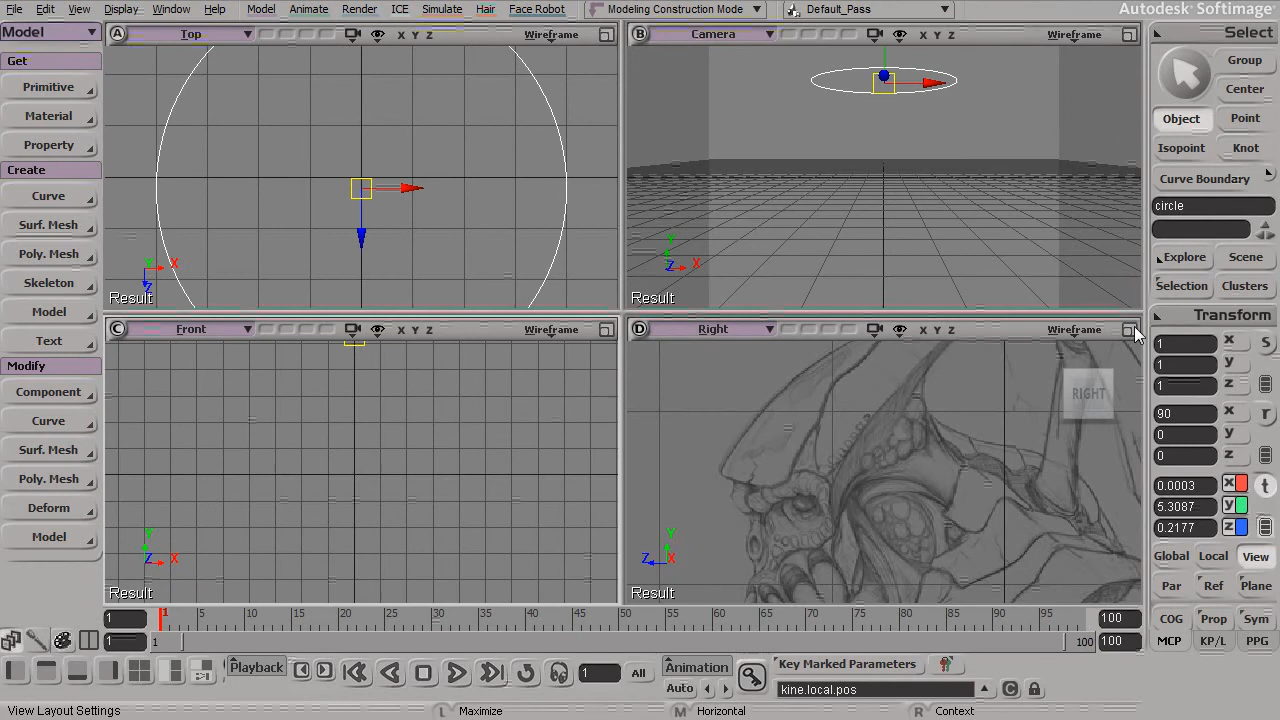 File Edit View Display Window Help Model Animate Render ICE Simulate Hair Face Robot Modeling Construction Mode Default_Pass Autodesk Softimage
Model
Get
Primitive
Material
Property
Create
Curve
Surf. Mesh
Poly. Mesh
Skeleton
Model
Text
Modify
Component
Curve
Surf. Mesh
Poly. Mesh
Deform
Model
A Top X Y Z Wireframe
Y X Z
Result
B Camera X Y Z Wireframe
Y Z X
Result
C Front X Y Z Wireframe
Y Z X
Result
D Right X Y Z Wireframe
RIGHT
Y Z X
Result
Select
Group
Center
Object Point
Isopoint Knot
Curve Boundary
circle
Explore Scene
Selection Clusters
Transform
1 x s
1 y
1 z
90 x r
0 y
0 z
0.0003 x t
5.3087 y
0.2177 z
Global Local View
Par Ref Plane
COG Prop Sym
MCP KP/L PPG
1 1 5 10 15 20 25 30 35 40 45 50 55 60 65 70 75 80 85 90 95 100
1 1 100 100
Playback 1 All Animation Key Marked Parameters
Auto kine.local.pos
View Layout Settings L Maximize M Horizontal R Context